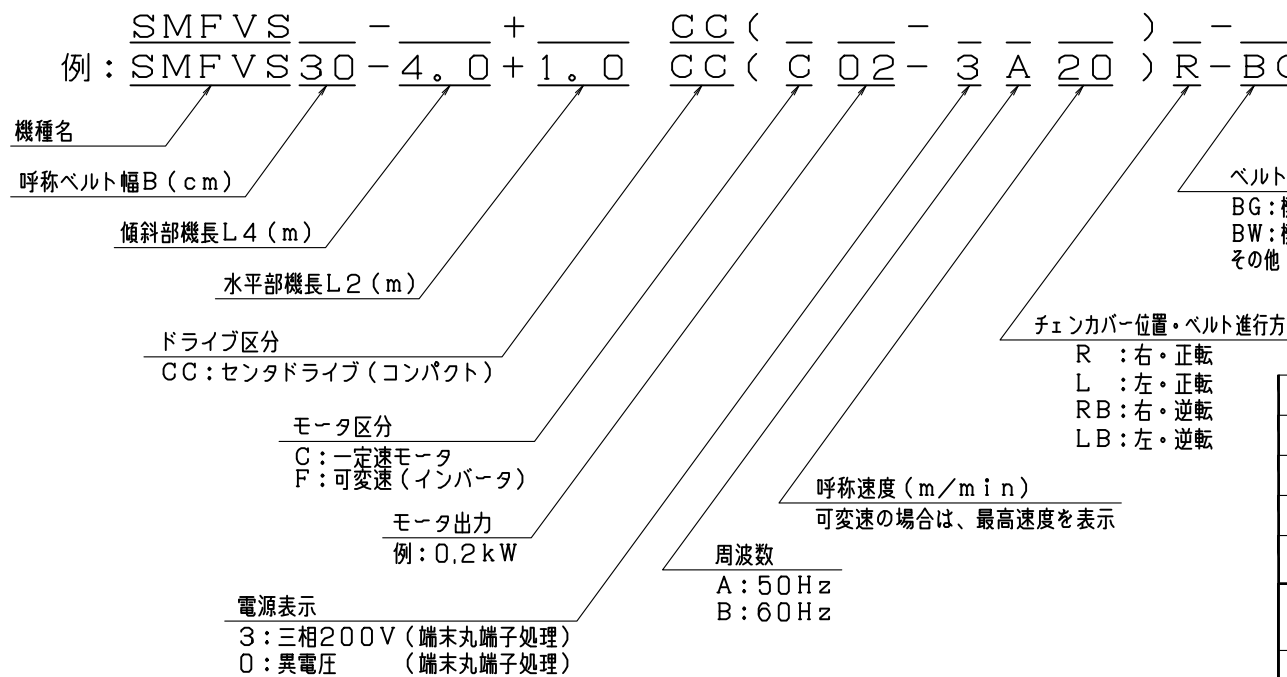 SMFVS＿－＿＋＿ CC（＿ ＿－＿ ＿ ＿）＿－＿
例：SMFVS30－4．0＋1．0 CC（C 02－3 A 20）R－BG
機種名
呼称ベルト幅B（cm）
傾斜部機長L4（m）
水平部機長L2（m）
ドライブ区分
CC：センタドライブ（コンパクト）
モータ区分
C：一定速モータ
F：可変速（インバータ）
モータ出力
例：0.2kW
電源表示
3：三相200V（端末丸端子処理）
0：異電圧　　（端末丸端子処理）
周波数
A：50Hz
B：60Hz
呼称速度（m／min）
可変速の場合は、最高速度を表示
チェンカバー位置・ベルト進行方
R　：右・正転
L　：左・正転
RB：右・逆転
LB：左・逆転
ベルト
BG：
BW：
その他